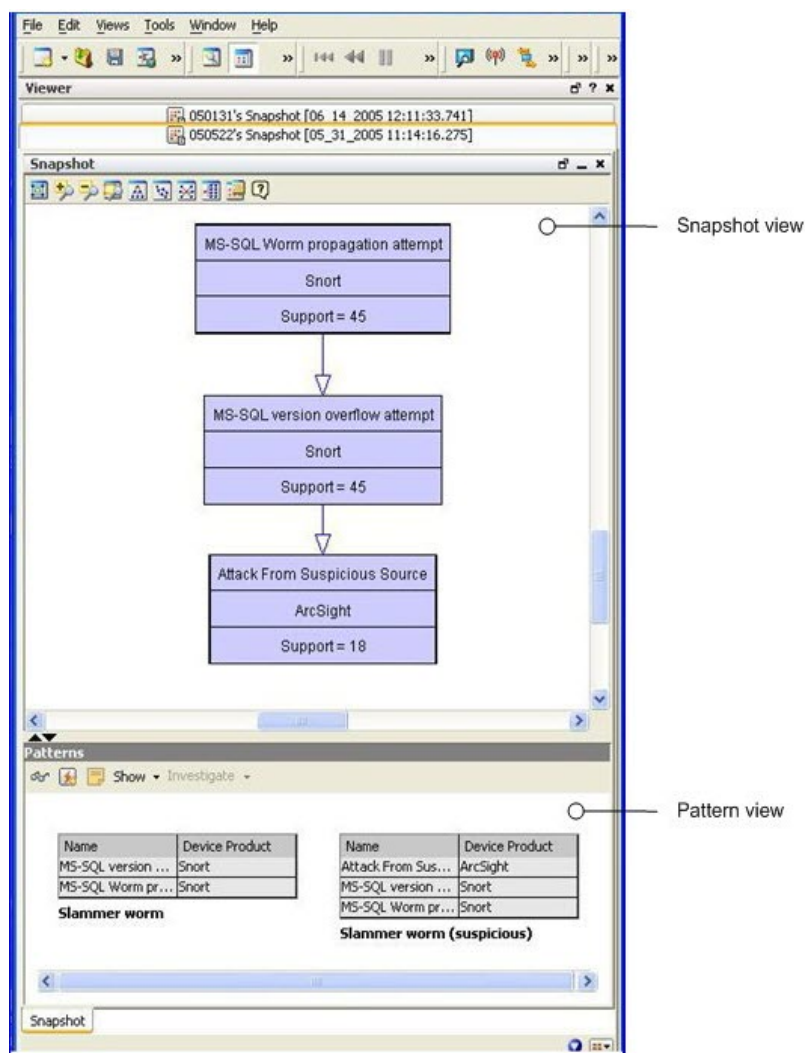 File Edit Views Tools Window Help
Viewer
050131's Snapshot [06_14_2005 12:11:33.741]
050522's Snapshot [05_31_2005 11:14:16.275]
Snapshot
MS-SQL Worm propagation attempt
Snort
Support = 45
MS-SQL version overflow attempt
Snort
Support = 45
Attack From Suspicious Source
ArcSight
Support = 18
Snapshot view
Patterns
Show Investigate
Pattern view
Name Device Product
MS-SQL version ... Snort
MS-SQL Worm pr... Snort
Slammer worm
Name Device Product
Attack From Sus... ArcSight
MS-SQL version ... Snort
MS-SQL Worm pr... Snort
Slammer worm (suspicious)
Snapshot